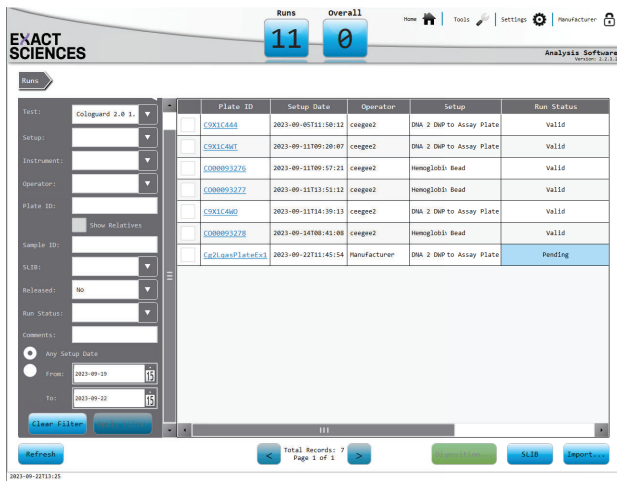 Runs Overall
11 0
Home Tools Settings Manufacturer
EXACT
SCIENCES
Analysis Software
Runs
Test: Cologuard 2.0 1.
Setup:
Instrument:
Operator:
Plate ID:
Show Relatives
Sample ID:
SLIB:
Released: No
Run Status:
Comments:
Any Setup Date
From: 2023-09-19 15
To: 2023-09-22 15
Clear Filter
Plate ID Setup Date Operator Setup Run Status
C9X1C444 2023-09-05T11:50:12 ceegee2 DNA 2 DWP to Assay Plate Valid
C9X1C4WT 2023-09-11T09:20:07 ceegee2 DNA 2 DWP to Assay Plate Valid
CO00093276 2023-09-11T09:57:21 ceegee2 Hemoglobin Bead Valid
CO00093277 2023-09-11T13:51:12 ceegee2 Hemoglobin Bead Valid
C9X1C4WD 2023-09-11T14:39:13 ceegee2 DNA 2 DWP to Assay Plate Valid
CO00093278 2023-09-14T08:41:08 ceegee2 Hemoglobin Bead Valid
Cg2LqasPlateEx1 2023-09-22T11:45:54 Manufacturer DNA 2 DWP to Assay Plate Pending
Refresh
< Total Records: 7 >
Page 1 of 1
SLIB Import...
2023-09-22T13:25